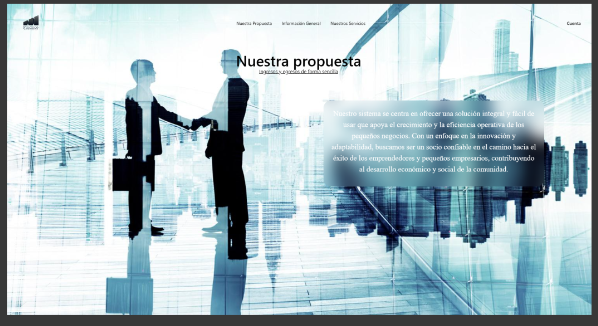 Nuestra Propuesta Información General Nuestros Servicios Cuenta
Nuestra propuesta
Ingresos y egresos de forma sencilla
Nuestro sistema se centra en ofrecer una solución integral y fácil de
usar que apoya el crecimiento y la eficiencia operativa de los
pequeños negocios. Con un enfoque en la innovación y
adaptabilidad, buscamos ser un socio confiable en el camino hacia el
éxito de los emprendedores y pequeños empresarios, contribuyendo
al desarrollo económico y social de la comunidad.